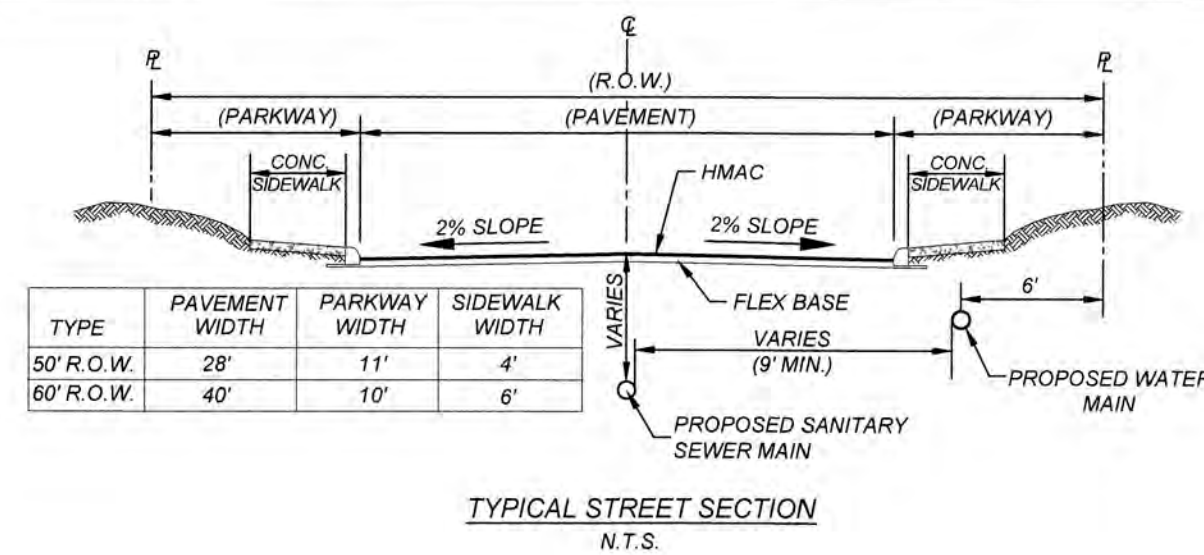 ℄
⅊
⅊
(R.O.W.)
(PARKWAY)
(PAVEMENT)
(PARKWAY)
CONC.
SIDEWALK
HMAC
CONC.
SIDEWALK
2% SLOPE
2% SLOPE
FLEX BASE
VARIES
6'
VARIES
(9' MIN.)
PROPOSED WATER
MAIN
PROPOSED SANITARY
SEWER MAIN
TYPE PAVEMENT WIDTH PARKWAY WIDTH SIDEWALK WIDTH
50' R.O.W. 28' 11' 4'
60' R.O.W. 40' 10' 6'
TYPICAL STREET SECTION
N.T.S.